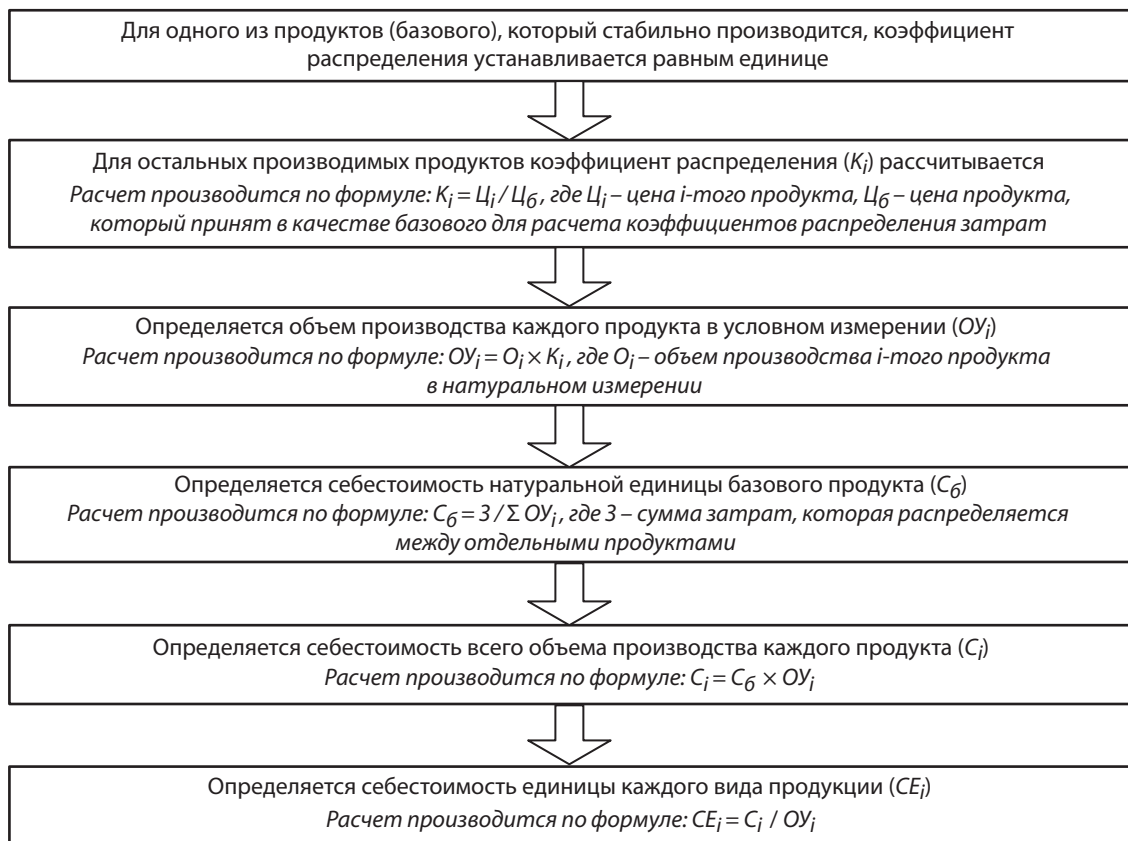 Для одного из продуктов (базового), который стабильно производится, коэффициент
распределения устанавливается равным единице
Для остальных производимых продуктов коэффициент распределения (Ki) рассчитывается
Расчет производится по формуле: Ki = Цi / Цб, где Цi – цена i-того продукта, Цб – цена продукта,
который принят в качестве базового для расчета коэффициентов распределения затрат
Определяется объем производства каждого продукта в условном измерении (ОУi)
Расчет производится по формуле: ОУi = Оi × Ki, где Оi – объем производства i-того продукта
в натуральном измерении
Определяется себестоимость натуральной единицы базового продукта (Сб)
Расчет производится по формуле: Сб = З / Σ ОУi, где З – сумма затрат, которая распределяется
между отдельными продуктами
Определяется себестоимость всего объема производства каждого продукта (Сi)
Расчет производится по формуле: Сi = Сб × ОУi
Определяется себестоимость единицы каждого вида продукции (СЕi)
Расчет производится по формуле: СЕi = Сi / ОУi